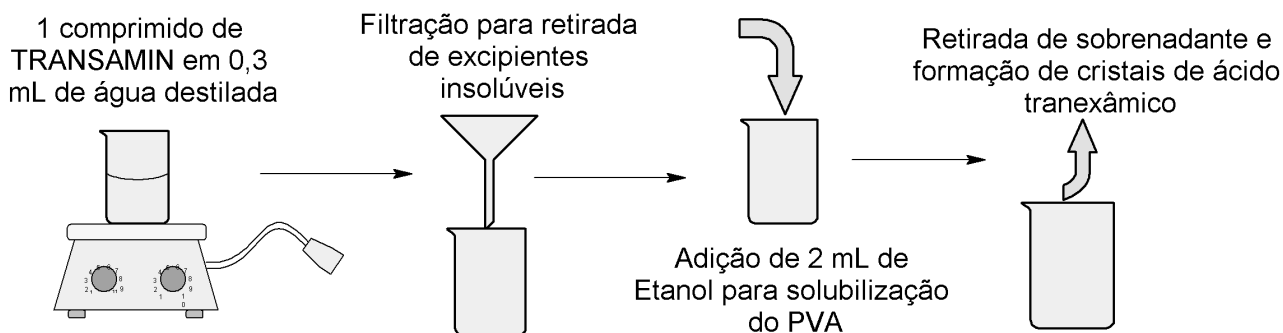 1 comprimido de
TRANSAMIN em 0,3
mL de água destilada
Filtração para retirada
de excipientes
insolúveis
Adição de 2 mL de
Etanol para solubilização
do PVA
Retirada de sobrenadante e
formação de cristais de ácido
tranexâmico